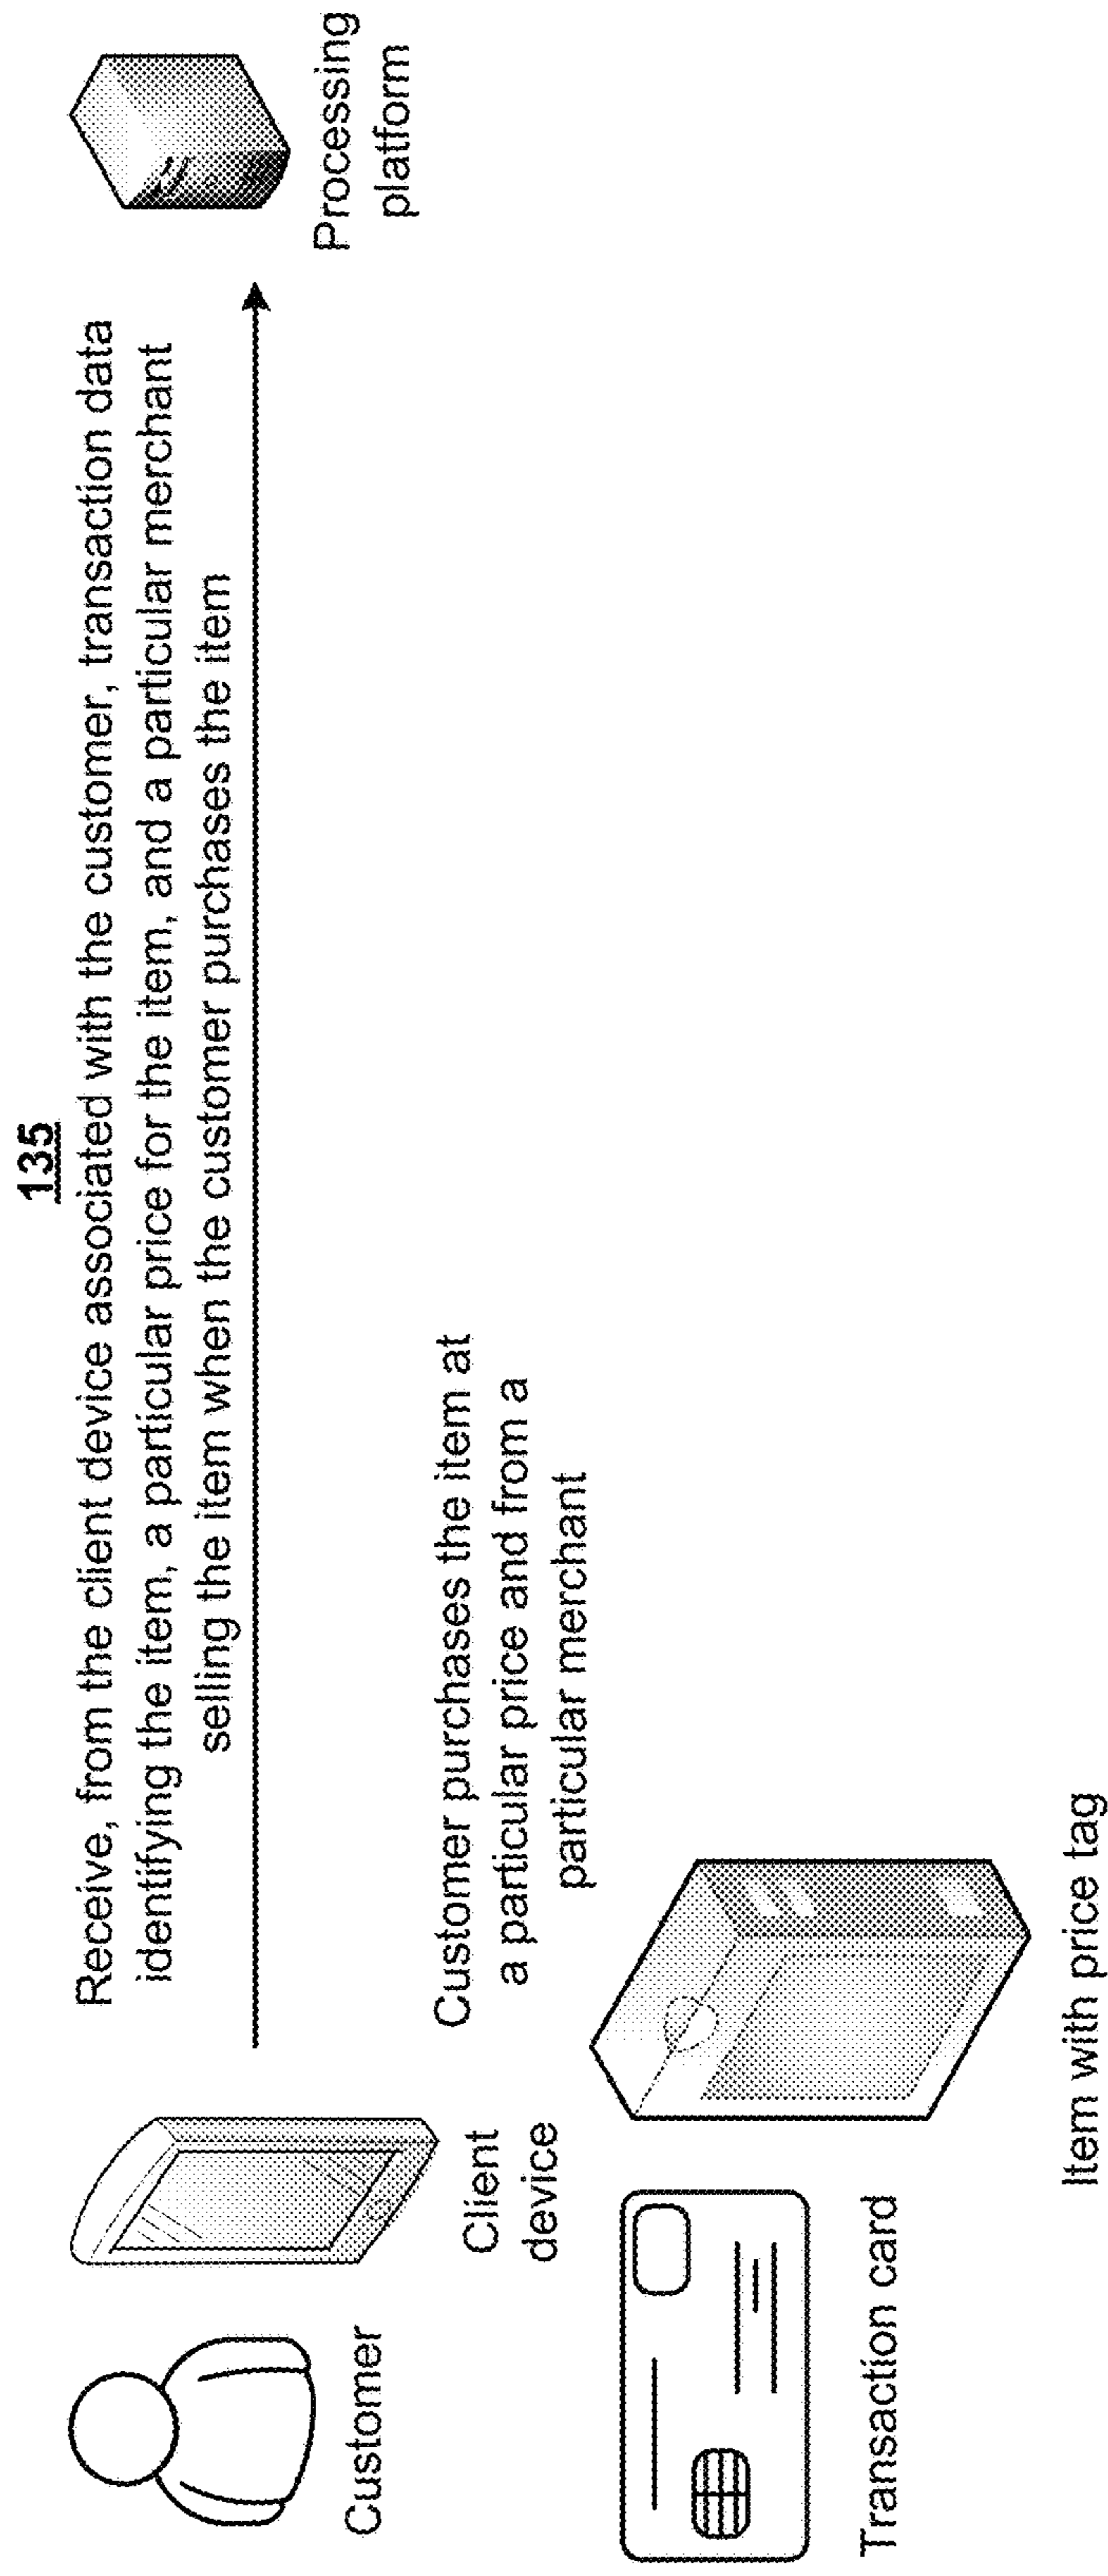 135
Receive, from the client device associated with the customer, transaction data
identifying the item, a particular price for the item, and a particular merchant
selling the item when the customer purchases the item
Processing
platform
Customer
Client
device
Customer purchases the item at
a particular price and from a
particular merchant
Transaction card
Item with price tag